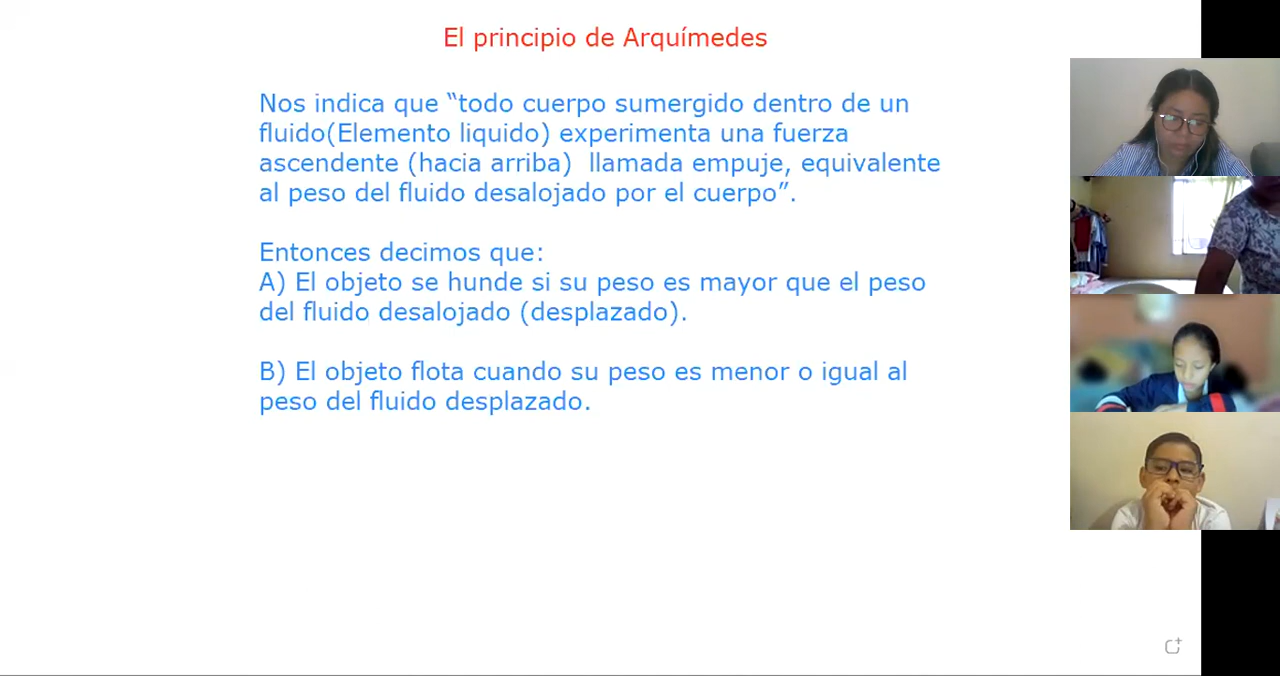 El principio de Arquímedes
Nos indica que “todo cuerpo sumergido dentro de un
fluido(Elemento liquido) experimenta una fuerza
ascendente (hacia arriba)  llamada empuje, equivalente
al peso del fluido desalojado por el cuerpo”.
Entonces decimos que:
A) El objeto se hunde si su peso es mayor que el peso
del fluido desalojado (desplazado).
B) El objeto flota cuando su peso es menor o igual al
peso del fluido desplazado.